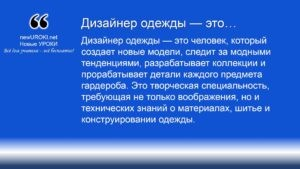 Дизайнер одежды — это…
newUROKI.net
Новые УРОКИ
Всё для учителя - всё бесплатно!
Дизайнер одежды — это человек, который
создает новые модели, следит за модными
тенденциями, разрабатывает коллекции и
прорабатывает детали каждого предмета
гардероба. Это творческая специальность,
требующая не только воображения, но и
технических знаний о материалах, шитье и
конструировании одежды.